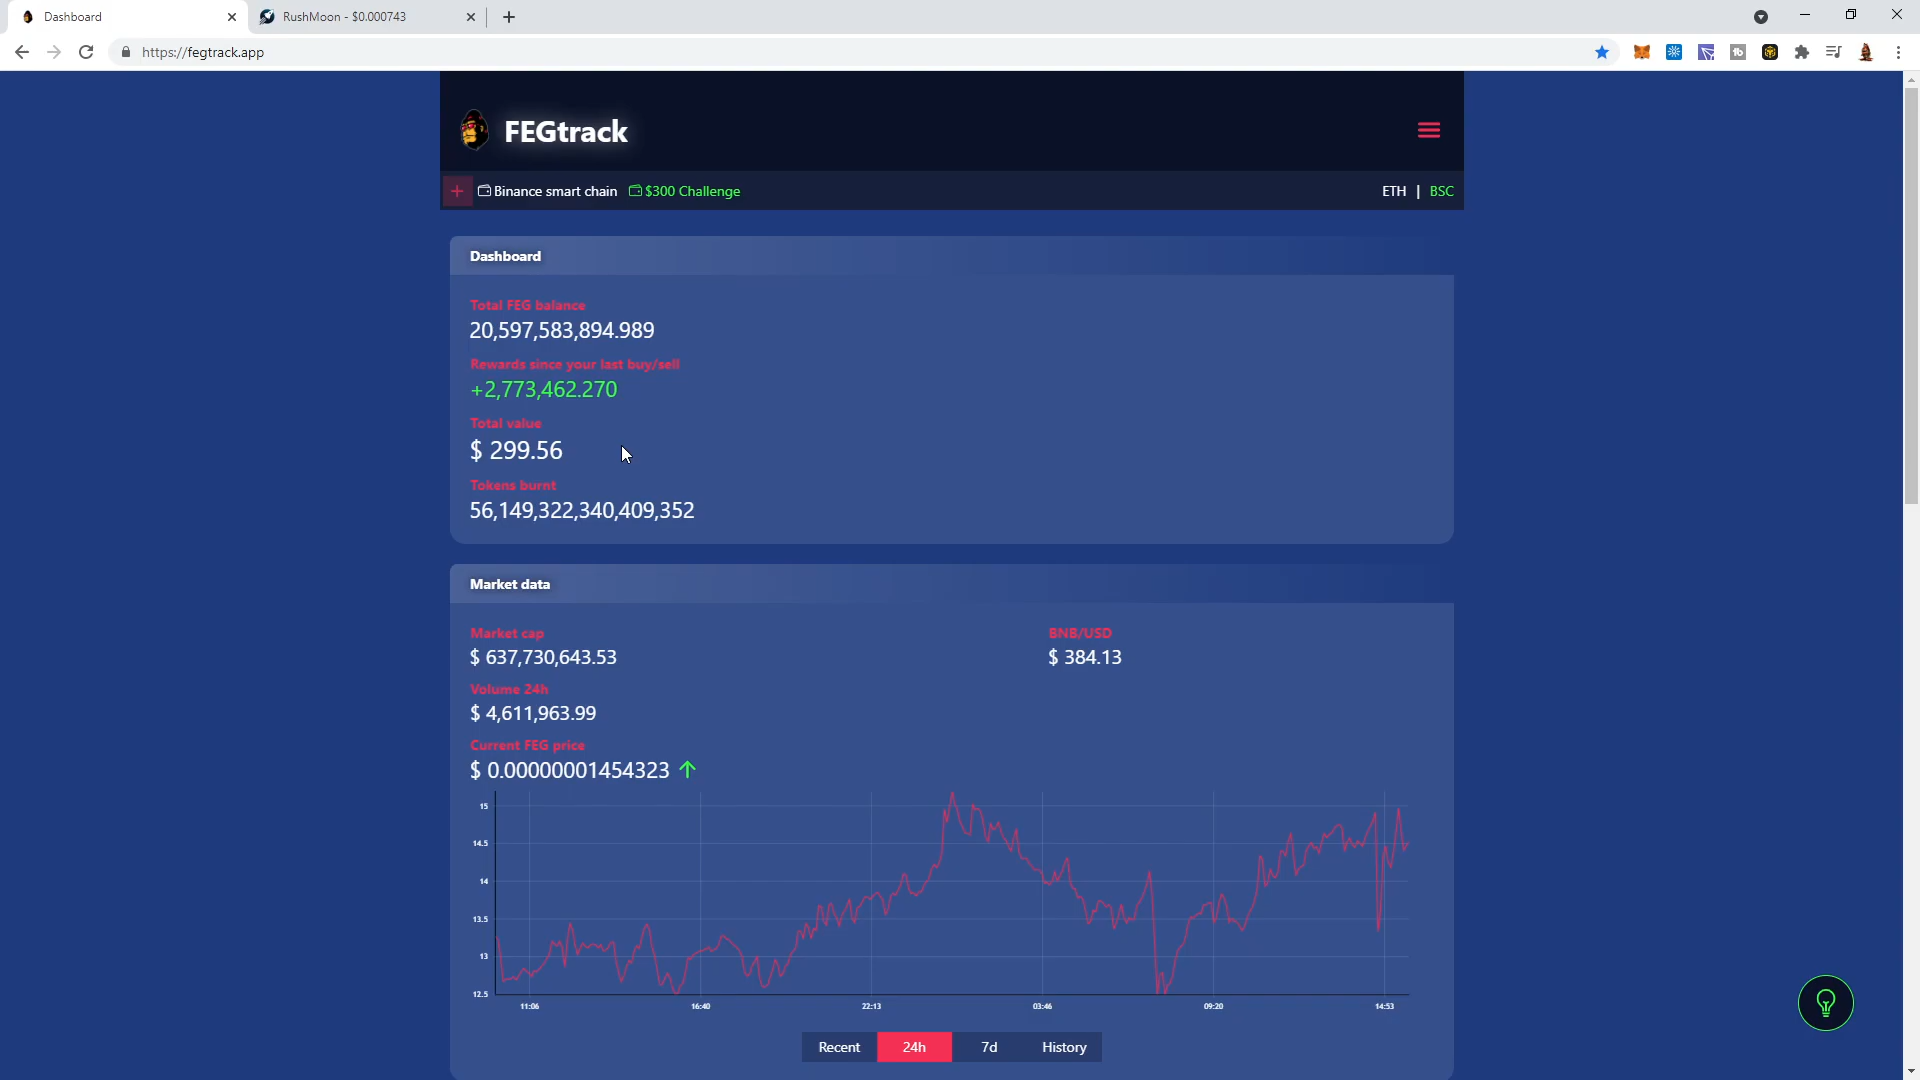 Dashboard
RushMoon - $0.000743
https://fegtrack.app
FEGtrack
Binance smart chain
$300 Challenge
ETH | BSC
Dashboard
Total FEG balance
20,597,583,894.989
Rewards since your last buy/sell
+2,773,462.270
Total value
$ 299.56
Tokens burnt
56,149,322,340,409,352
Market data
Market cap
$ 637,730,643.53
BNB/USD
$ 384.13
Volume 24h
$ 4,611,963.99
Current FEG price
$ 0.00000001454323
15
14.5
14
13.5
13
12.5
11:06
16:40
22:13
03:46
09:20
14:53
Recent
24h
7d
History